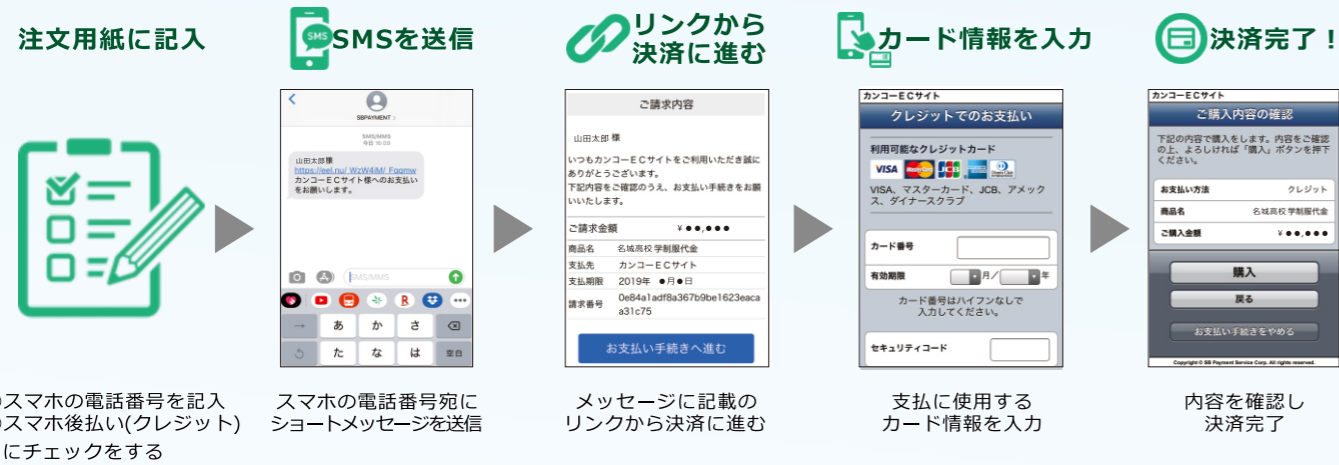 注文用紙に記入
SMS
SMSを送信
リンクから
決済に進む
カード情報を入力
決済完了！
SBPAYMENT >
SMS/MMS
今日 16:03
山田太郎様
https://eel.nu/
カンコーＥＣサイト様へのお支払い
をお願いします。
SMS/MMS
→ あ か さ
た な は 空白
ご請求内容
山田太郎 様
いつもカンコーＥＣサイトをご利用いただき誠に
ありがとうございます。
下記内容をご確認のうえ、お支払い手続きをお願
いいたします。
ご請求金額 ￥●●,●●●
商品名 名城高校 学制服代金
支払先 カンコーＥＣサイト
支払期限 2019年 ●月●日
請求番号 0e84a1adf8a367b9be1623eaca
a31c75
お支払い手続きへ進む
カンコーＥＣサイト
クレジットでのお支払い
利用可能なクレジットカード
VISA JCB
VISA、マスターカード、JCB、アメック
ス、ダイナースクラブ
カード番号
有効期限 月／ 年
カード番号はハイフンなしで
入力してください。
セキュリティコード
カンコーＥＣサイト
ご購入内容の確認
下記の内容で購入をします。内容をご確認
の上、よろしければ「購入」ボタンを押下
ください。
お支払い方法 クレジット
商品名 名城高校 学制服代金
ご購入金額 ￥●●,●●●
購入
戻る
お支払い手続きをやめる
Copyright © SB Payment Service Corp. All rights reserved.
スマホの電話番号を記入
スマホ後払い(クレジット)
にチェックをする
スマホの電話番号宛に
ショートメッセージを送信
メッセージに記載の
リンクから決済に進む
支払に使用する
カード情報を入力
内容を確認し
決済完了